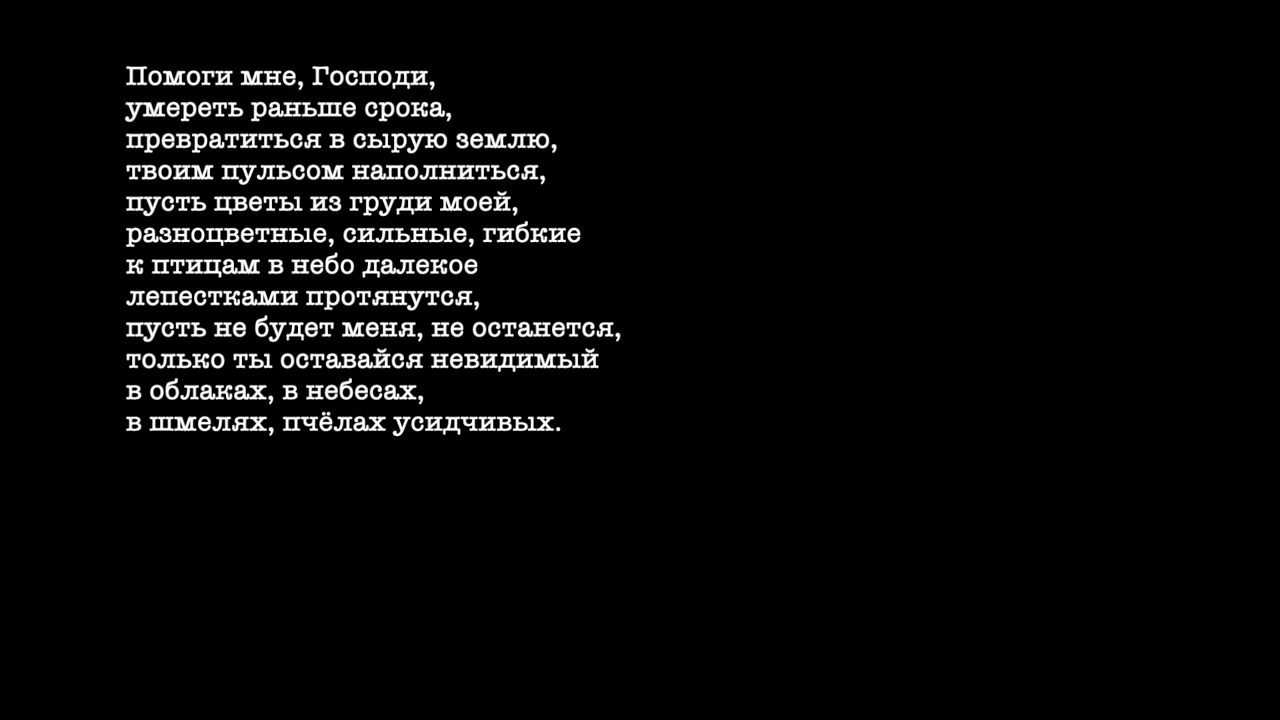 Помоги мне, Господи,
умереть раньше срока,
превратиться в сырую землю,
твоим пульсом наполниться,
пусть цветы из груди моей,
разноцветные, сильные, гибкие
к птицам в небо далекое
лепестками протянутся,
пусть не будет меня, не останется,
только ты оставайся невидимый
в облаках, в небесах,
в шмелях, пчёлах усидчивых.